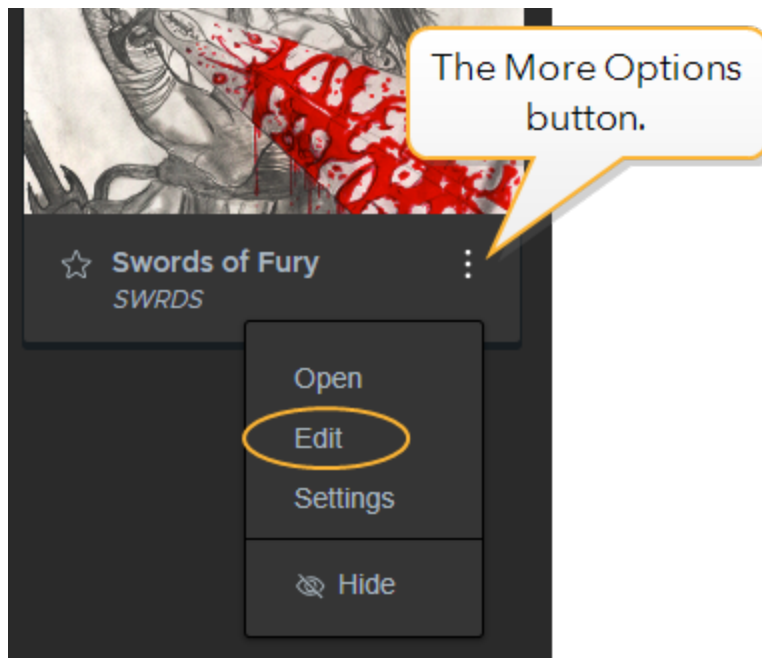 The More Options
button.
Swords of Fury
SWRDS
Open
Edit
Settings
Hide